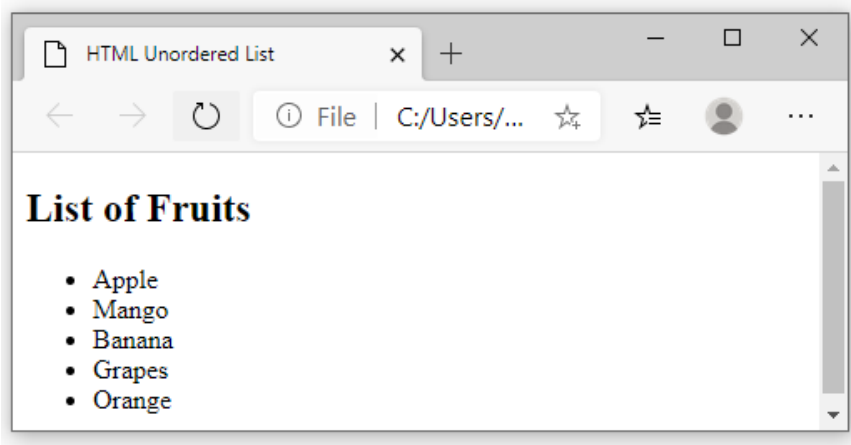 HTML Unordered List
File | C:/Users/...
List of Fruits
• Apple
• Mango
• Banana
• Grapes
• Orange